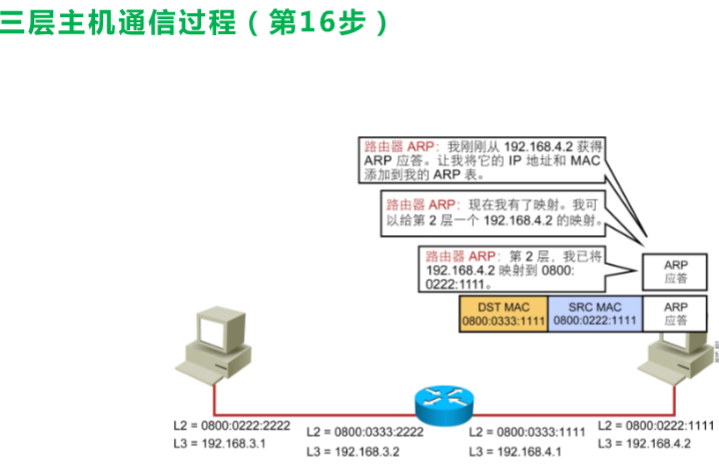 三层主机通信过程（第16步）
路由器 ARP：我刚刚从 192.168.4.2 获得
ARP 应答。让我将它的 IP 地址和 MAC
添加到我的 ARP 表。
路由器 ARP：现在我有了映射。我可
以给第 2 层一个 192.168.4.2 的映射。
路由器 ARP：第 2 层，我已将
192.168.4.2 映射到 0800:
0222:1111。
ARP
应答
DST MAC
0800:0333:1111
SRC MAC
0800:0222:1111
ARP
应答
L2 = 0800:0222:2222
L3 = 192.168.3.1
L2 = 0800:0333:2222
L3 = 192.168.3.2
L2 = 0800:0333:1111
L3 = 192.168.4.1
L2 = 0800:0222:1111
L3 = 192.168.4.2